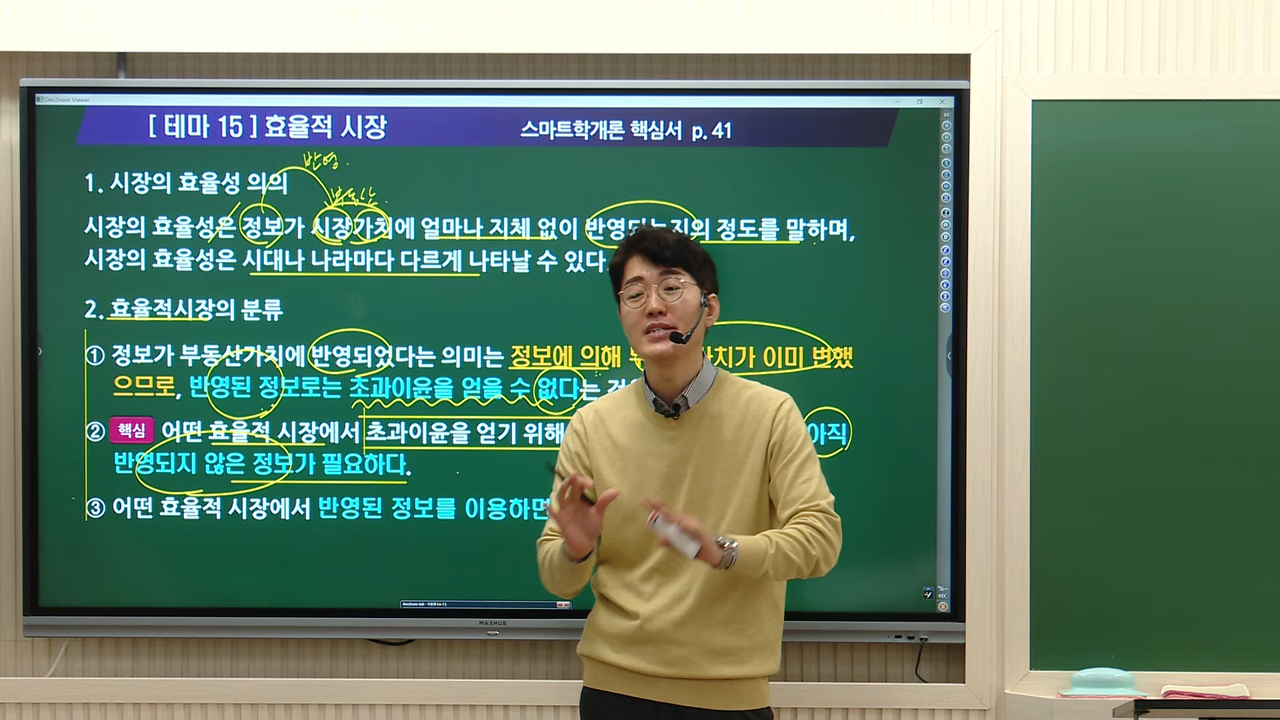 DocZoom Viewer
[ 테마 15 ] 효율적 시장
스마트학개론 핵심서 p. 41
반영.
1. 시장의 효율성 의의
부동산.
시장의 효율성은 정보가 시장가치에 얼마나 지체 없이 반영되는지의 정도를 말하며,
시장의 효율성은 시대나 나라마다 다르게 나타날 수 있다
2. 효율적시장의 분류
① 정보가 부동산가치에 반영되었다는 의미는 정보에 의해 가치가 이미 변했
으므로, 반영된 정보로는 초과이윤을 얻을 수 없다는
② 핵심 어떤 효율적 시장에서 초과이윤을 얻기 위해 아직
반영되지 않은 정보가 필요하다.
③ 어떤 효율적 시장에서 반영된 정보를 이용하면
MAXHUB